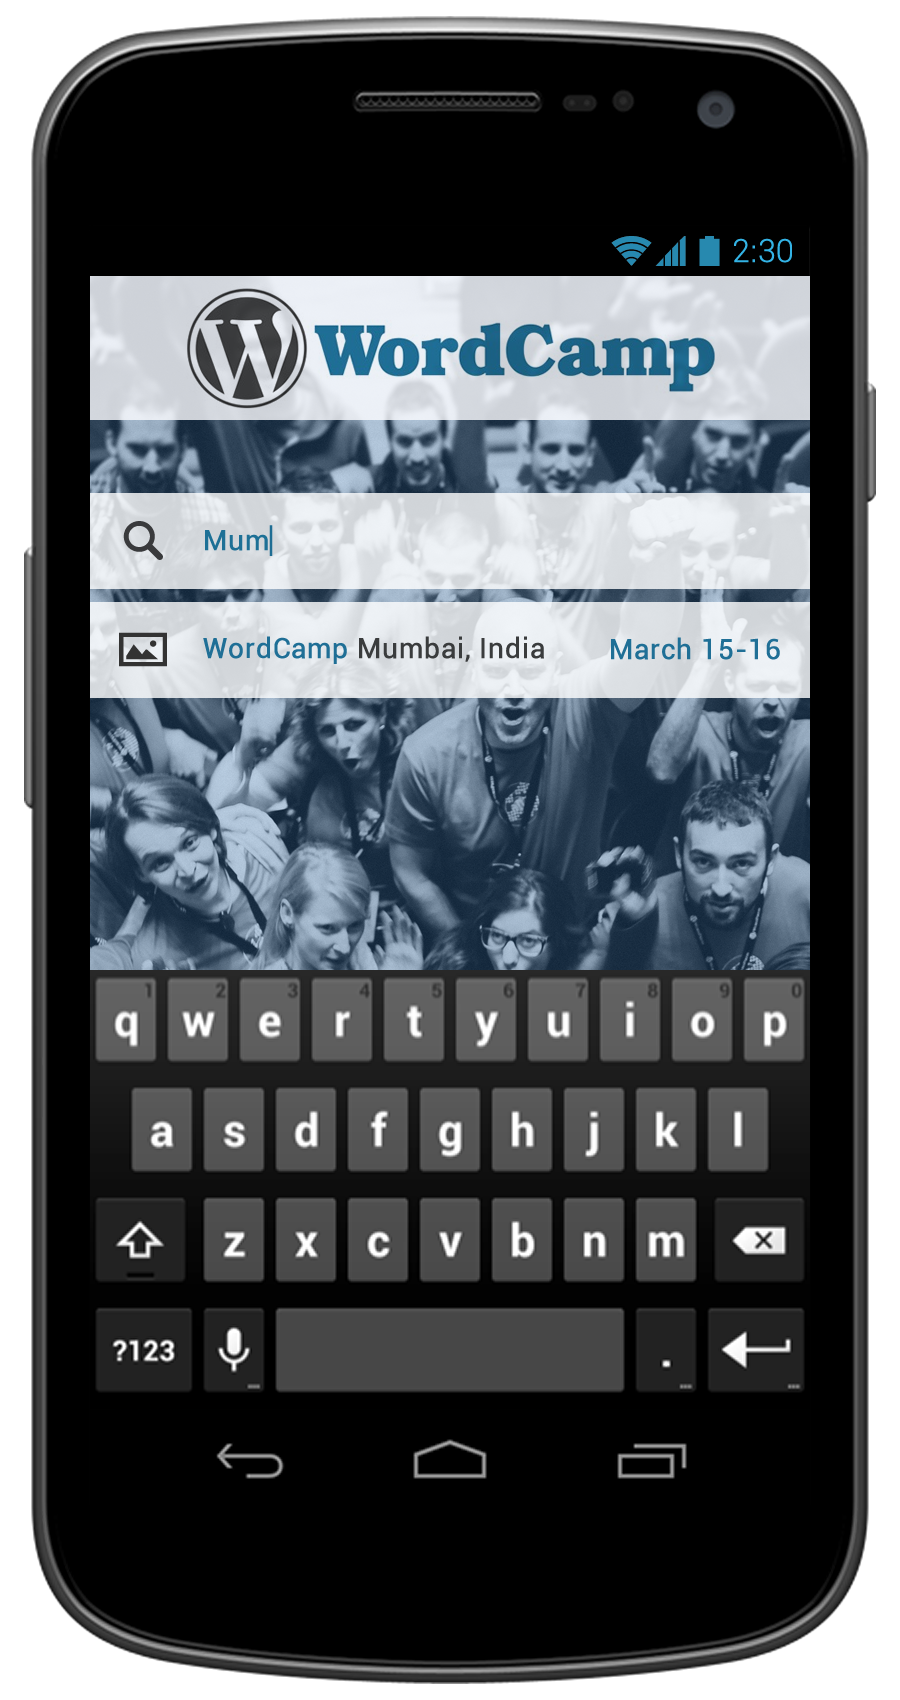 2:30
WordCamp
Mum
WordCamp Mumbai, India March 15-16
1 2 3 4 5 6 7 8 9 0
q w e r t y u i o p
a s d f g h j k l
z x c v b n m
?123 .